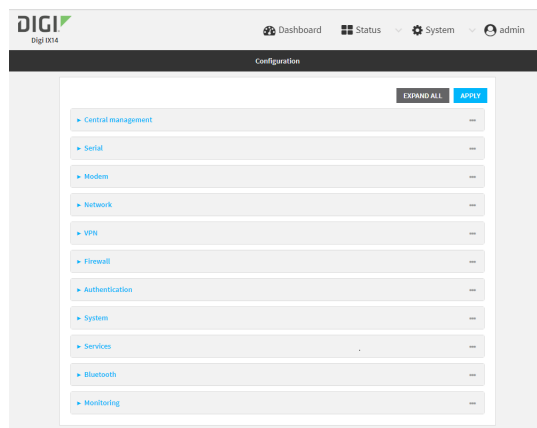 DIGI
Digi IX14
Dashboard Status System admin
Configuration
EXPAND ALL APPLY
Central management
Serial
Modem
Network
VPN
Firewall
Authentication
System
Services
Bluetooth
Monitoring